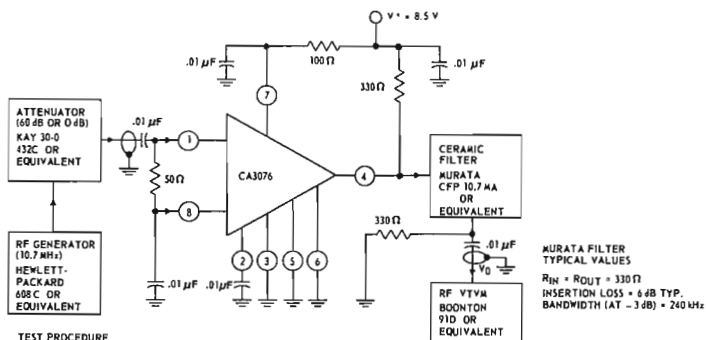 V+ = 8.5 V
.01 µF
100 Ω
330 Ω
.01 µF
ATTENUATOR
(60 dB OR 0 dB)
KAY 30-0
432C OR
EQUIVALENT
.01 µF
7
1
50 Ω
CA3076
4
8
CERAMIC
FILTER
MURATA
CFP 10.7 MA
OR
EQUIVALENT
RF GENERATOR
(10.7 MHz)
HEWLETT-
PACKARD
608 C OR
EQUIVALENT
330 Ω
2
3
5
6
.01 µF
.01 µF
.01 µF
VO
RF VTVM
BOONTON
91D OR
EQUIVALENT
MURATA FILTER
TYPICAL VALUES
RIN = ROUT = 330 Ω
INSERTION LOSS = 6 dB TYP.
BANDWIDTH (AT – 3 dB) = 240 kHz
TEST PROCEDURE